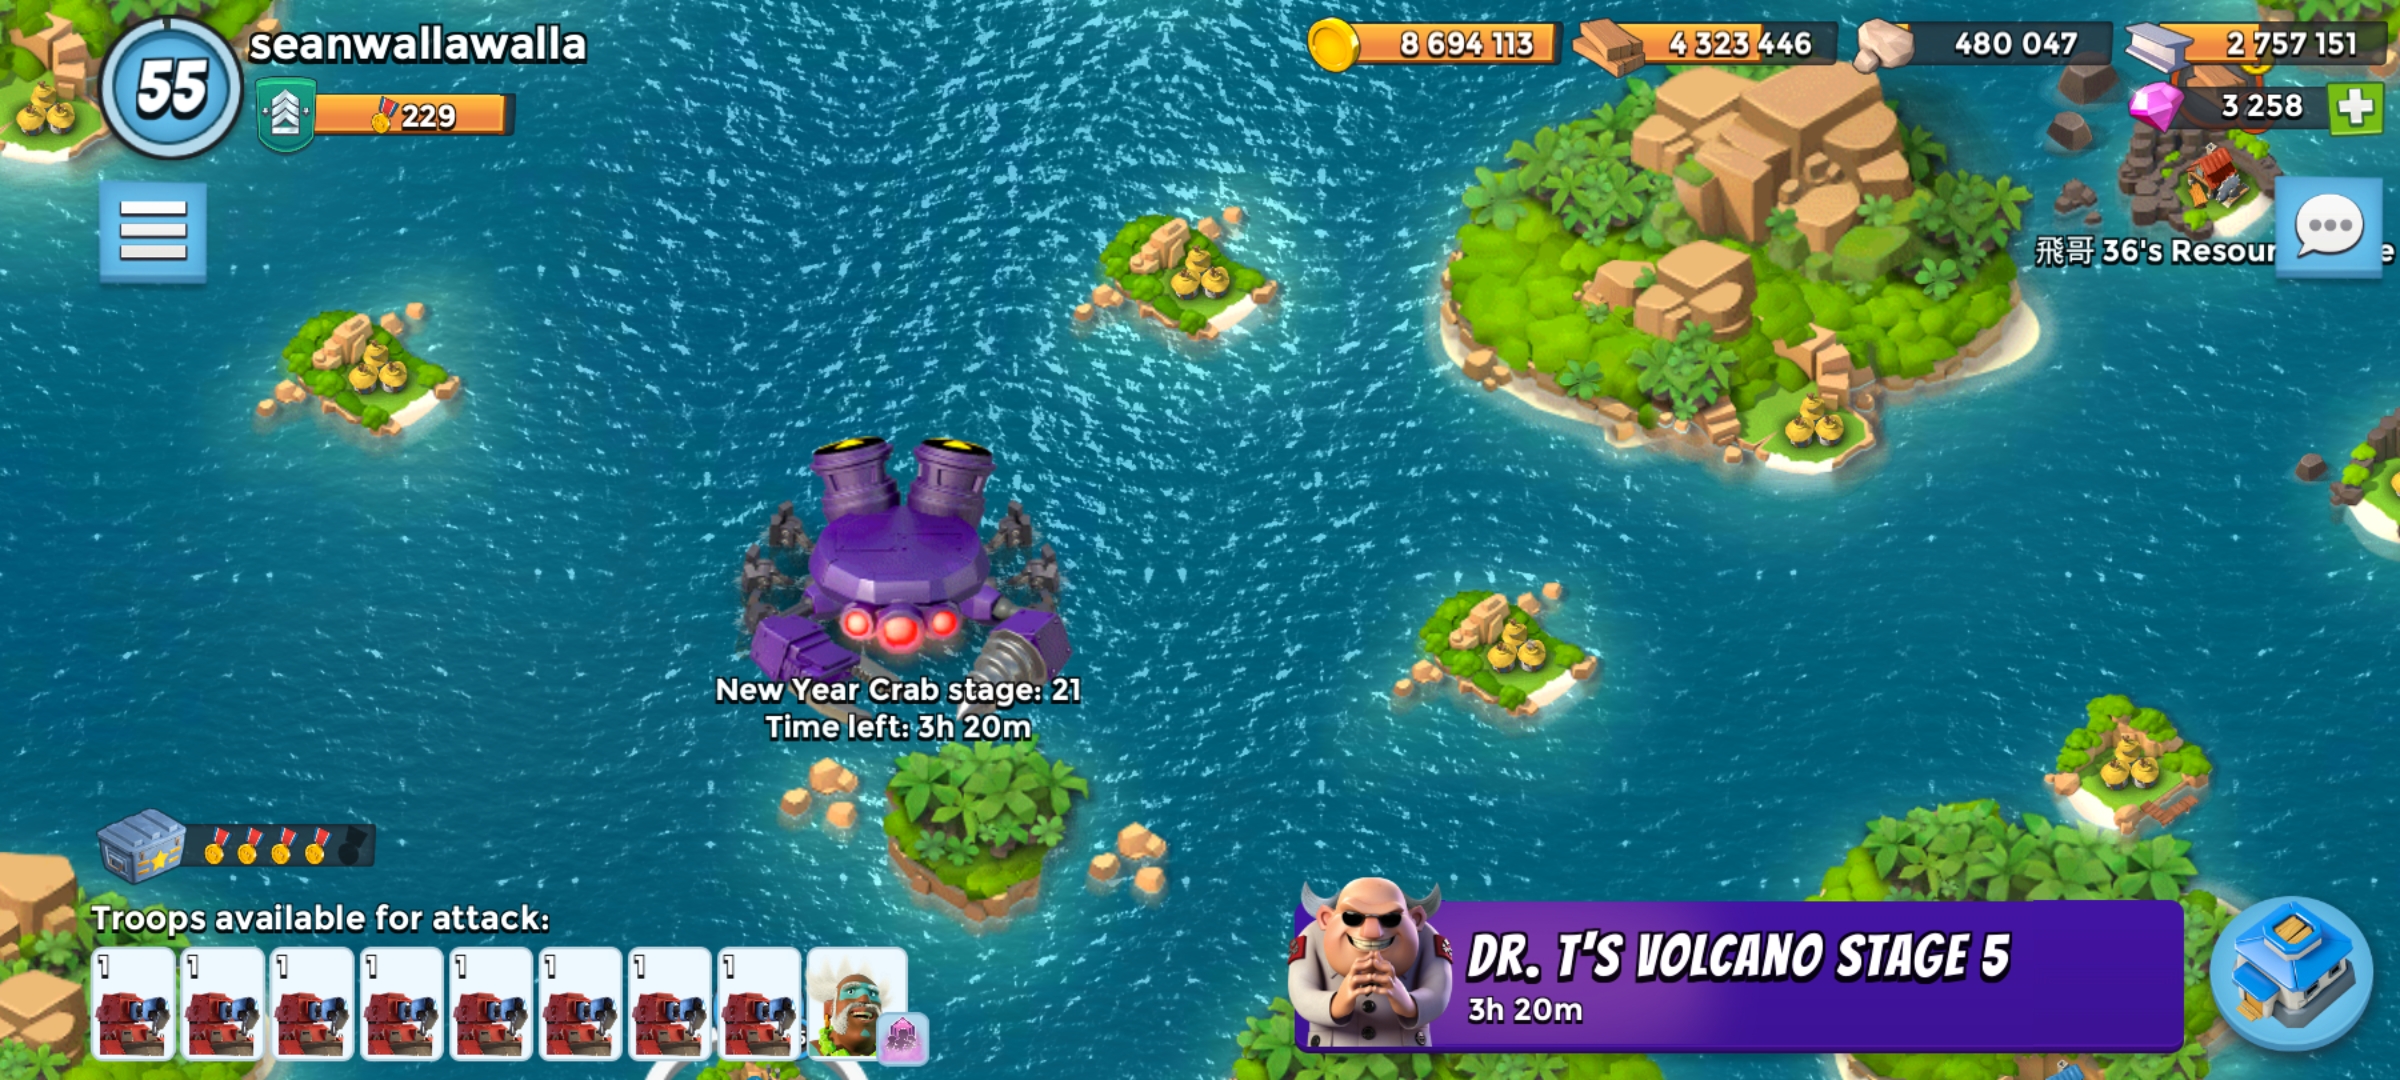 55
seanwallawalla
229
8 694 113
4 323 446
480 047
2 757 151
3 258
飛哥 36's
New Year Crab stage: 21
Time left: 3h 20m
Troops available for attack:
1 1 1 1 1 1 1 1
DR. T'S VOLCANO STAGE 5
3h 20m